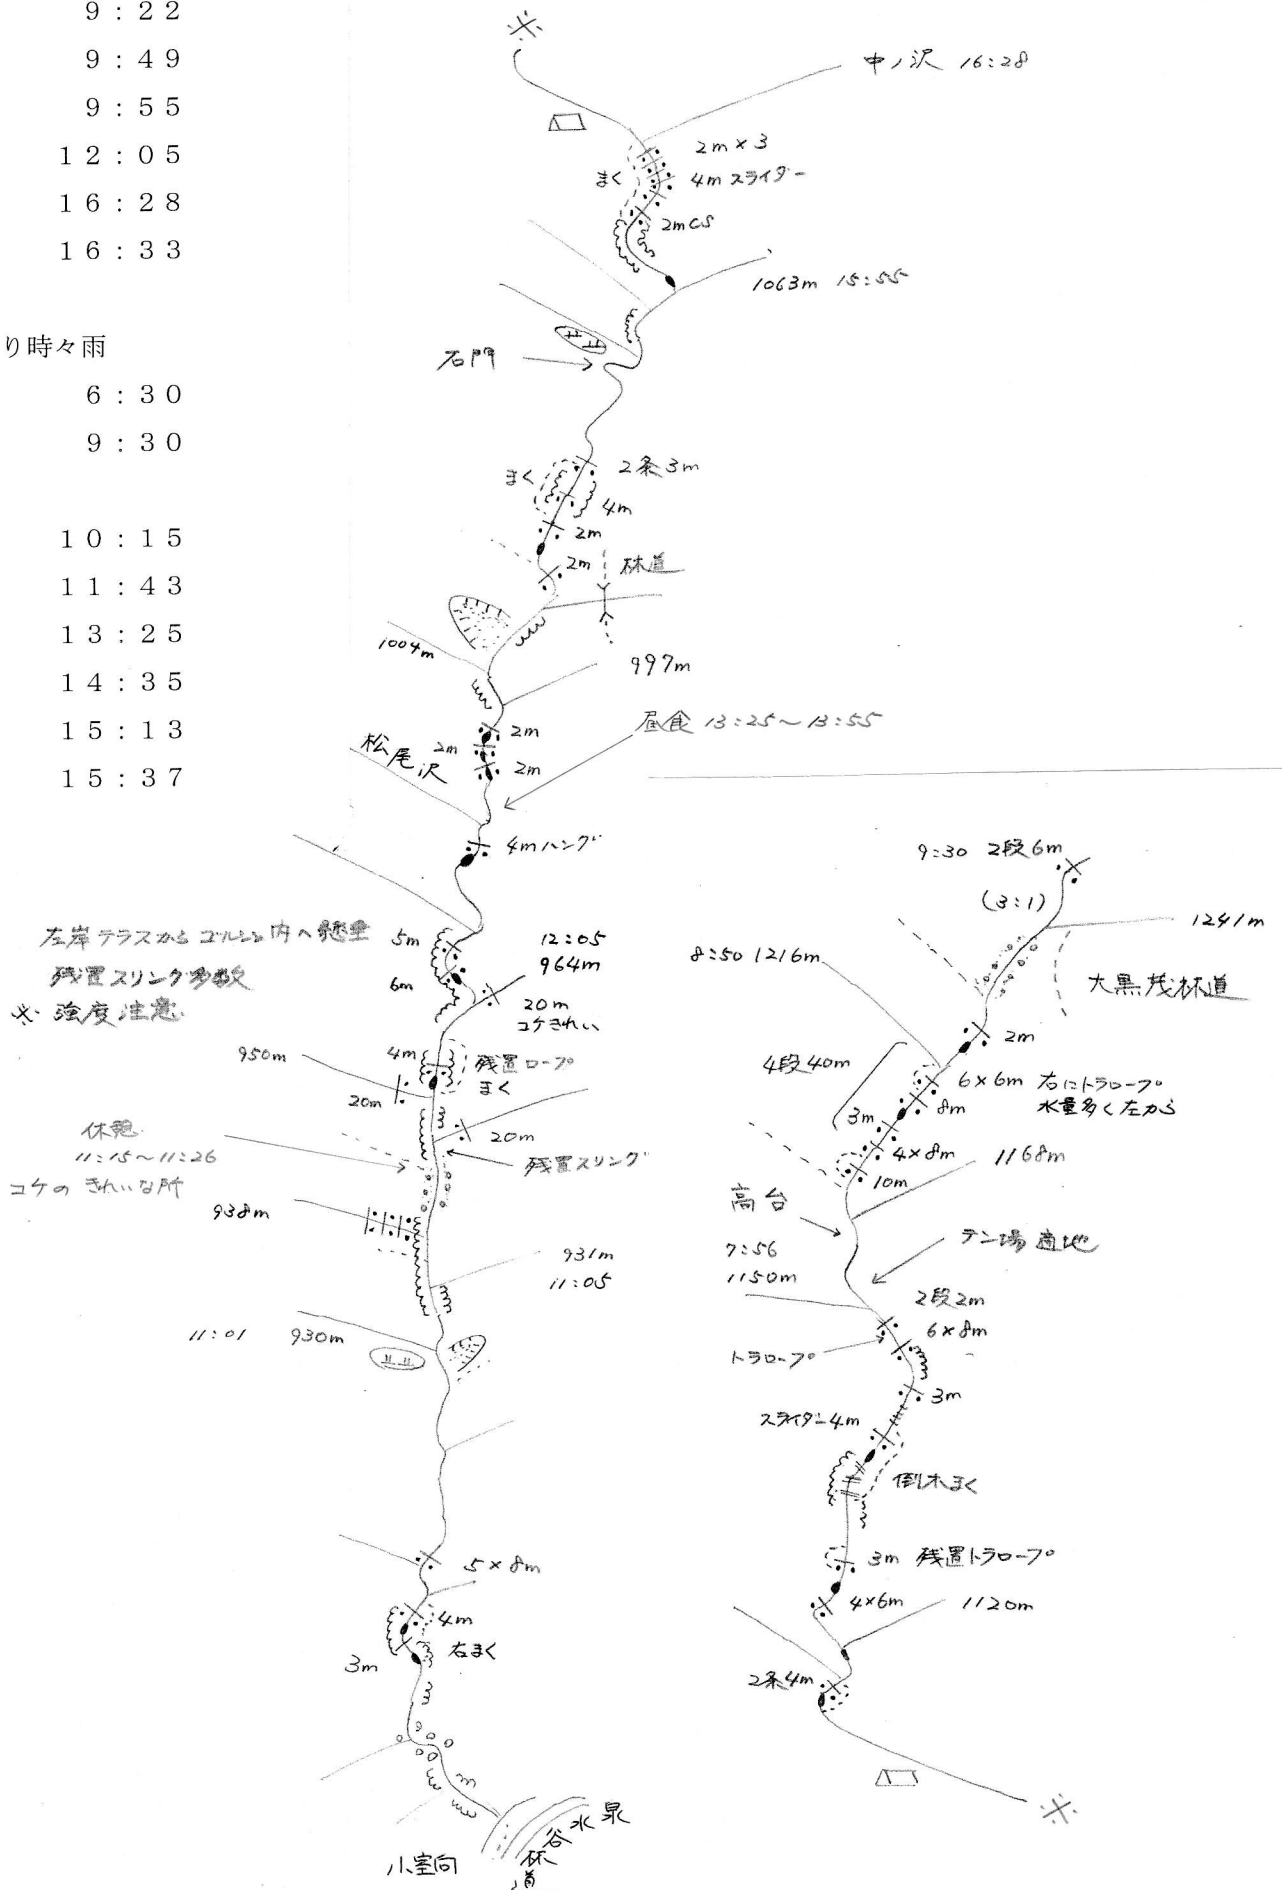 9:22
9:49
9:55
12:05
16:28
16:33
り時々雨
6:30
9:30
10:15
11:43
13:25
14:35
15:13
15:37
※
中ノ沢 16:28
2m×3
まく
4mスライダー
2mCS
1063m 15:55
石門
2条3m
まく
4m
2m
2m
林道
1004m
997m
昼食 13:25~13:55
2m
松尾沢
2m
2m
4mハング
左岸テラスからゴルジュ内へ懸垂
残置スリング多数
※強度注意
5m
6m
12:05
964m
20m
コケきれい
950m
4m
残置ロープ
まく
20m
20m
休憩
11:15~11:26
コケのきれいな所
残置スリング
938m
931m
11:05
11:01 930m
5×8m
4m
右まく
3m
小室向
林道
泉水谷
9:30 2段6m
(3:1)
1241m
8:50 1216m
大黒茂林道
2m
4段40m
6×6m 右にトラロープ
水量多く左から
8m
3m
4×8m
1168m
10m
高台
テン場適地
7:56
1150m
2段2m
6×8m
トラロープ
3m
スライダー4m
倒木まく
3m 残置トラロープ
4×6m
1120m
2条4m
※